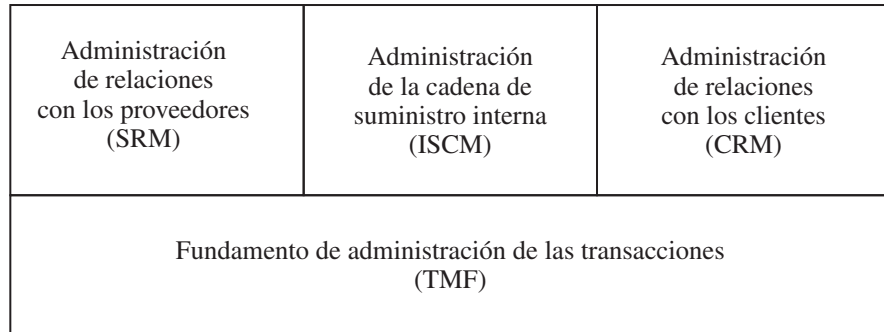 Administración
de relaciones
con los proveedores
(SRM)
Administración
de la cadena de
suministro interna
(ISCM)
Administración
de relaciones
con los clientes
(CRM)
Fundamento de administración de las transacciones
(TMF)